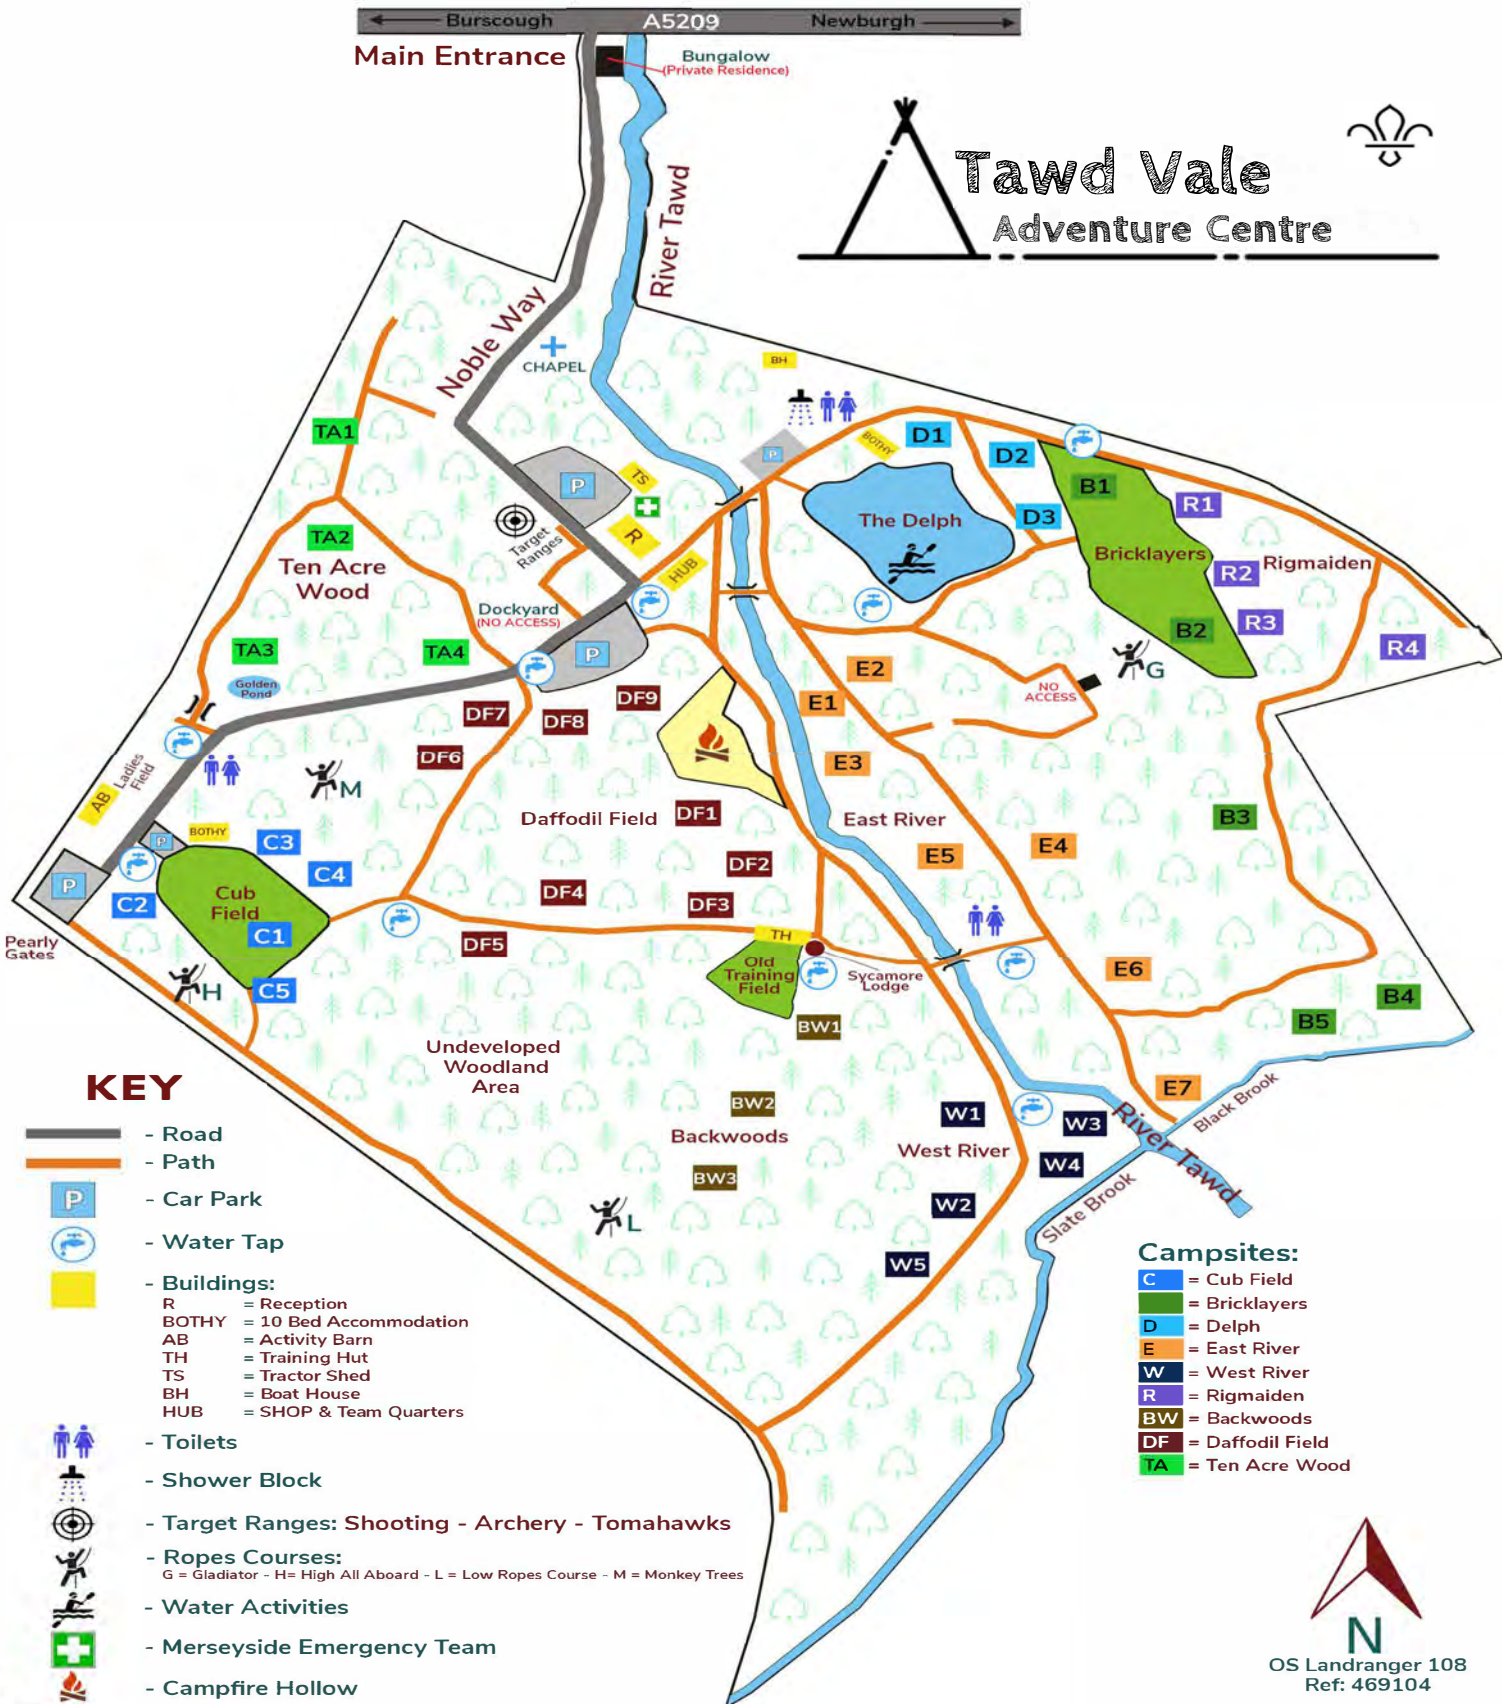 Burscough A5209 Newburgh
Main Entrance
Bungalow
(Private Residence)
Tawd Vale
Adventure Centre
River Tawd
Noble Way
CHAPEL
BH
TA1
P
TS
R
HUB
Target
Ranges
P
BOTHY
D1
D2
D3
The Delph
B1
Bricklayers
B2
R1
R2
Rigmaiden
R3
R4
TA2
Ten Acre
Wood
TA3
TA4
Golden
Pond
Dockyard
(NO ACCESS)
P
G
NO
ACCESS
E2
E1
E3
DF9
DF8
DF7
DF6
M
Ladies
Field
AB
BOTHY
P
P
C3
C4
C2
Cub
Field
C1
C5
H
Pearly
Gates
Daffodil Field
DF1
DF2
DF3
DF4
DF5
East River
E5
E4
B3
TH
Old
Training
Field
Sycamore
Lodge
E6
B4
B5
E7
BW1
Undeveloped
Woodland
Area
BW2
Backwoods
BW3
L
W1
West River
W3
W4
W2
W5
River Tawd
Black Brook
Slate Brook
KEY
- Road
- Path
P - Car Park
- Water Tap
- Buildings:
R = Reception
BOTHY = 10 Bed Accommodation
AB = Activity Barn
TH = Training Hut
TS = Tractor Shed
BH = Boat House
HUB = SHOP & Team Quarters
- Toilets
- Shower Block
- Target Ranges: Shooting - Archery - Tomahawks
- Ropes Courses:
G = Gladiator - H= High All Aboard - L = Low Ropes Course - M = Monkey Trees
- Water Activities
- Merseyside Emergency Team
- Campfire Hollow
Campsites:
C = Cub Field
= Bricklayers
D = Delph
E = East River
W = West River
R = Rigmaiden
BW = Backwoods
DF = Daffodil Field
TA = Ten Acre Wood
N
OS Landranger 108
Ref: 469104